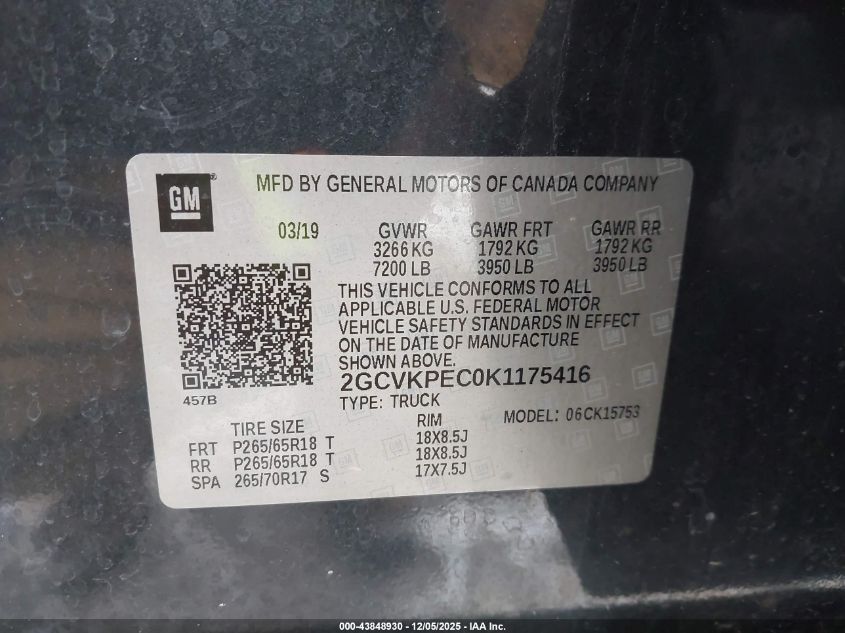 GM
MFD BY GENERAL MOTORS OF CANADA COMPANY
03/19 GVWR GAWR FRT GAWR RR
3266 KG 1792 KG 1792 KG
7200 LB 3950 LB 3950 LB
THIS VEHICLE CONFORMS TO ALL
APPLICABLE U.S. FEDERAL MOTOR
VEHICLE SAFETY STANDARDS IN EFFECT
ON THE DATE OF MANUFACTURE
SHOWN ABOVE.
457B
2GCVKPEC0K1175416
TYPE: TRUCK MODEL: 06CK15753
TIRE SIZE RIM
FRT P265/65R18 T 18X8.5J
RR P265/65R18 T 18X8.5J
SPA 265/70R17 S 17X7.5J
000-43848930 - 12/05/2025 - IAA Inc.